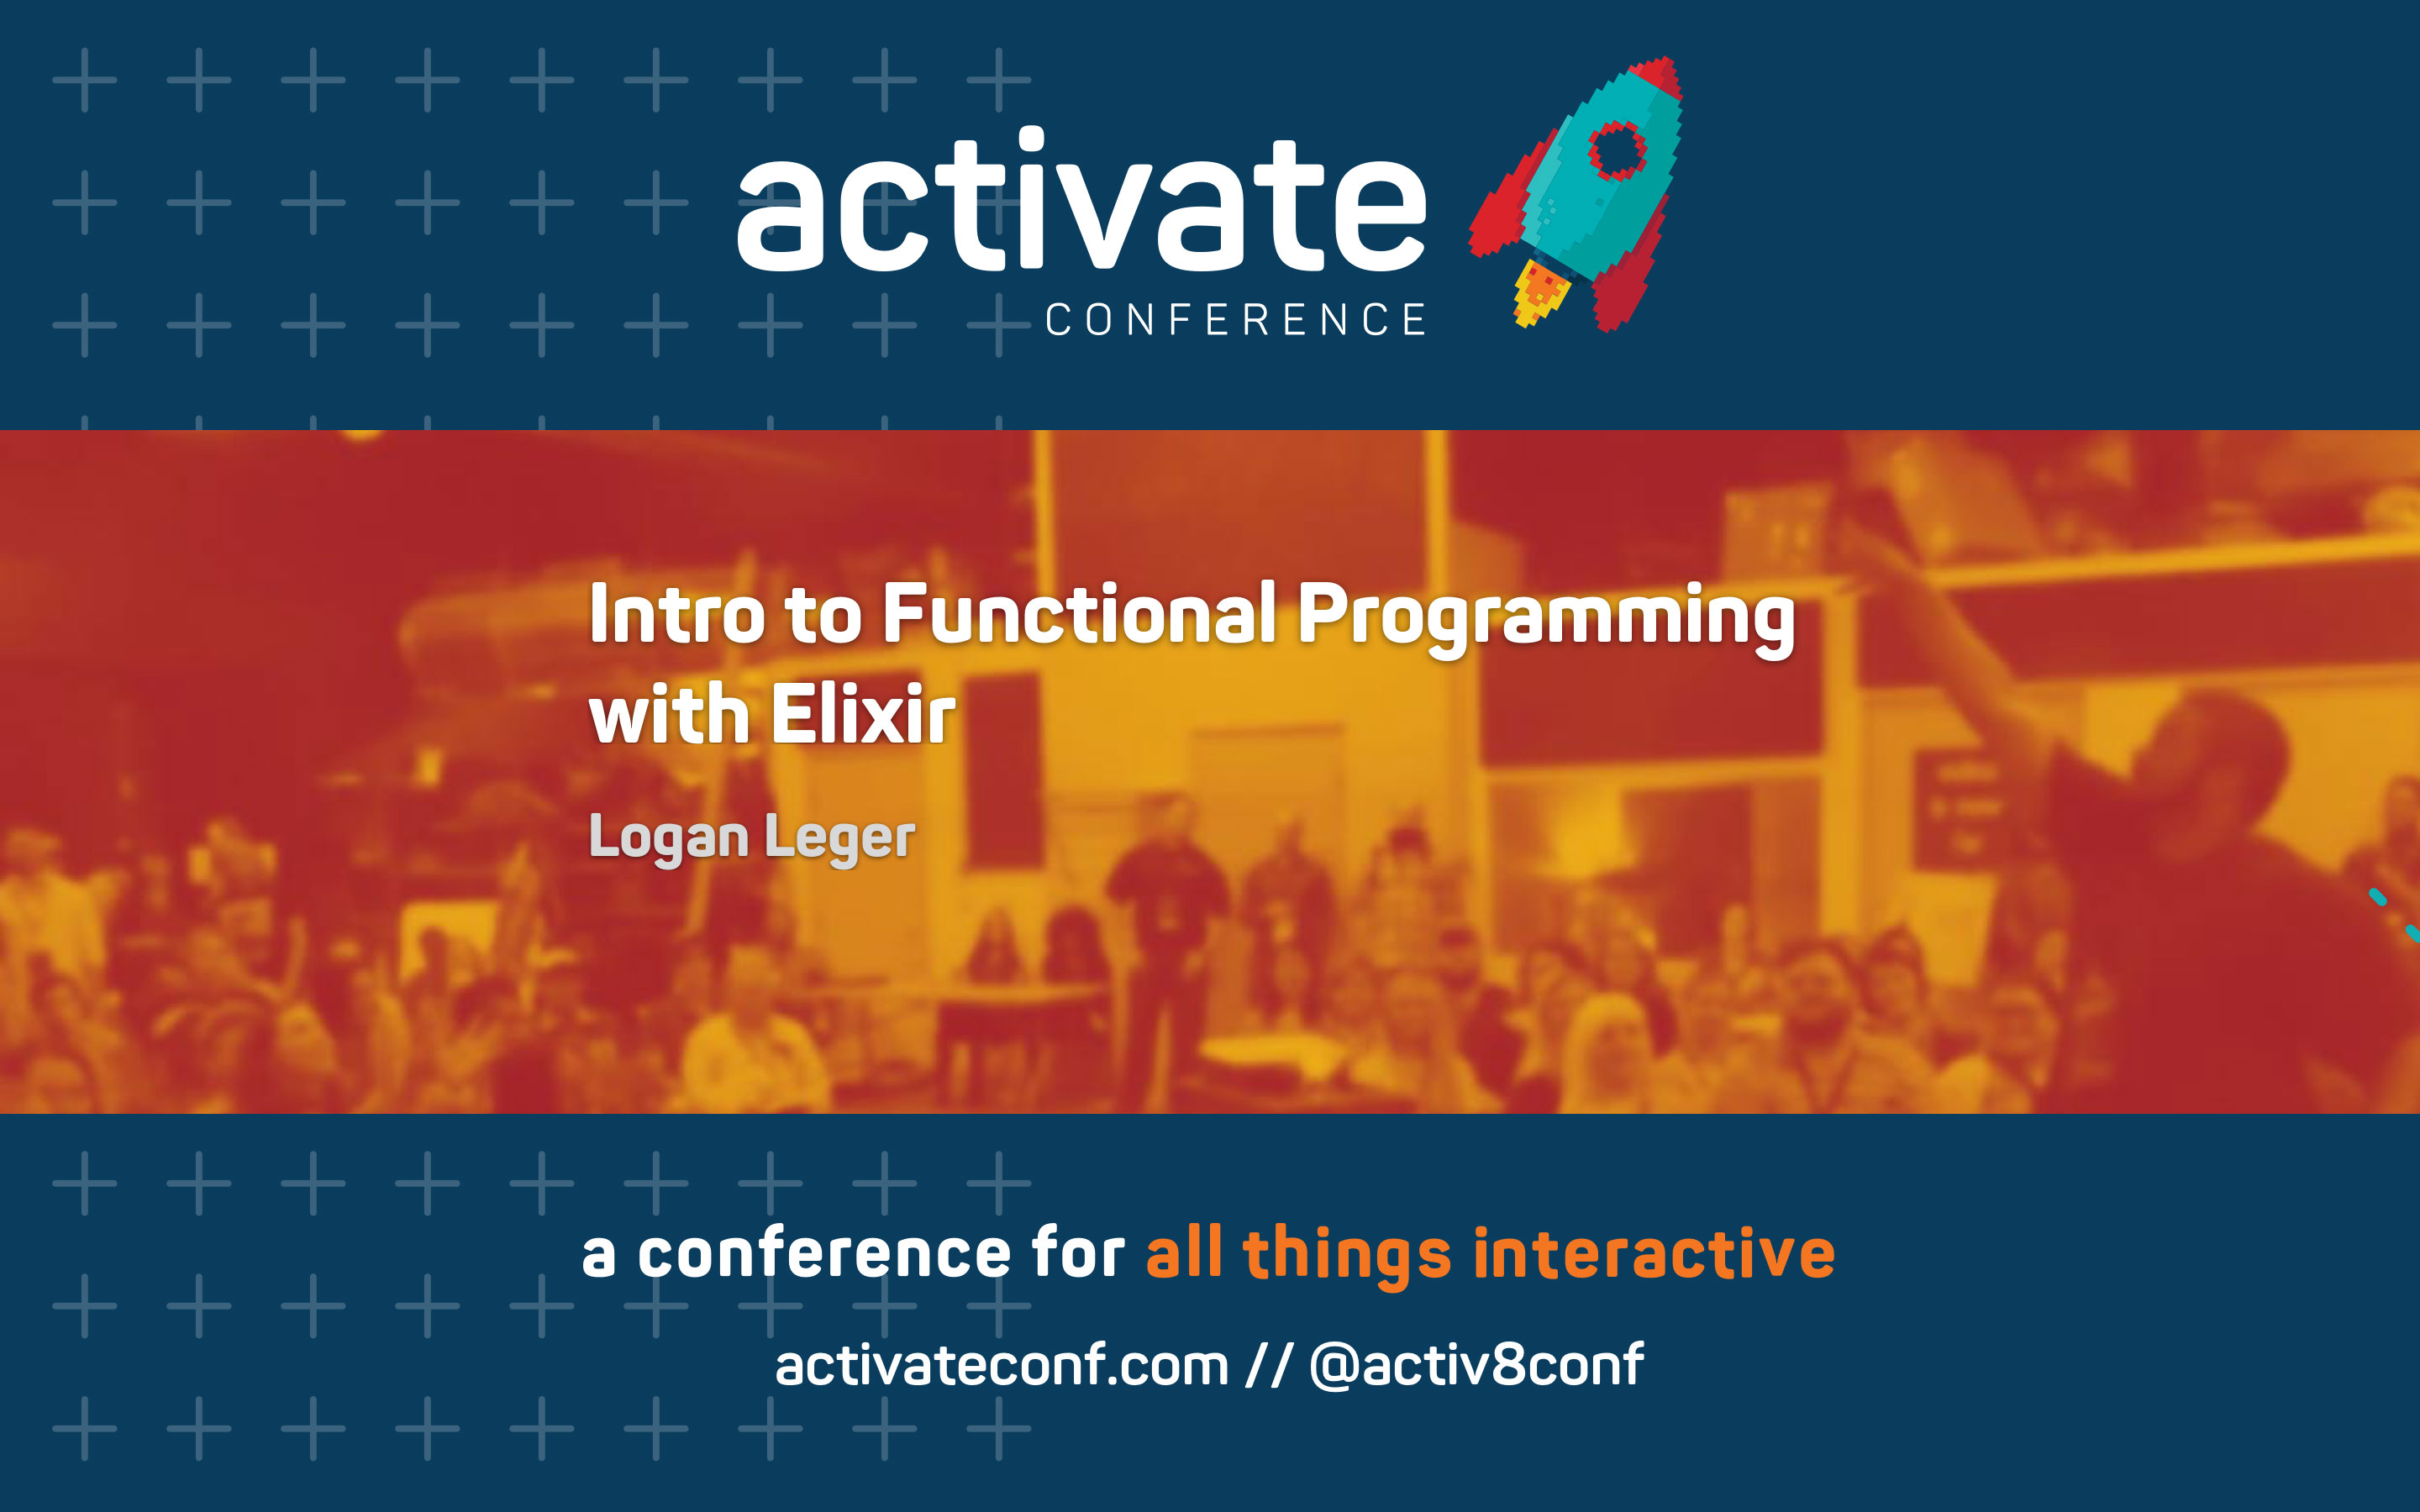 activate
CONFERENCE
Intro to Functional Programming
with Elixir
Logan Leger
a conference for all things interactive
activateconf.com // @activ8conf